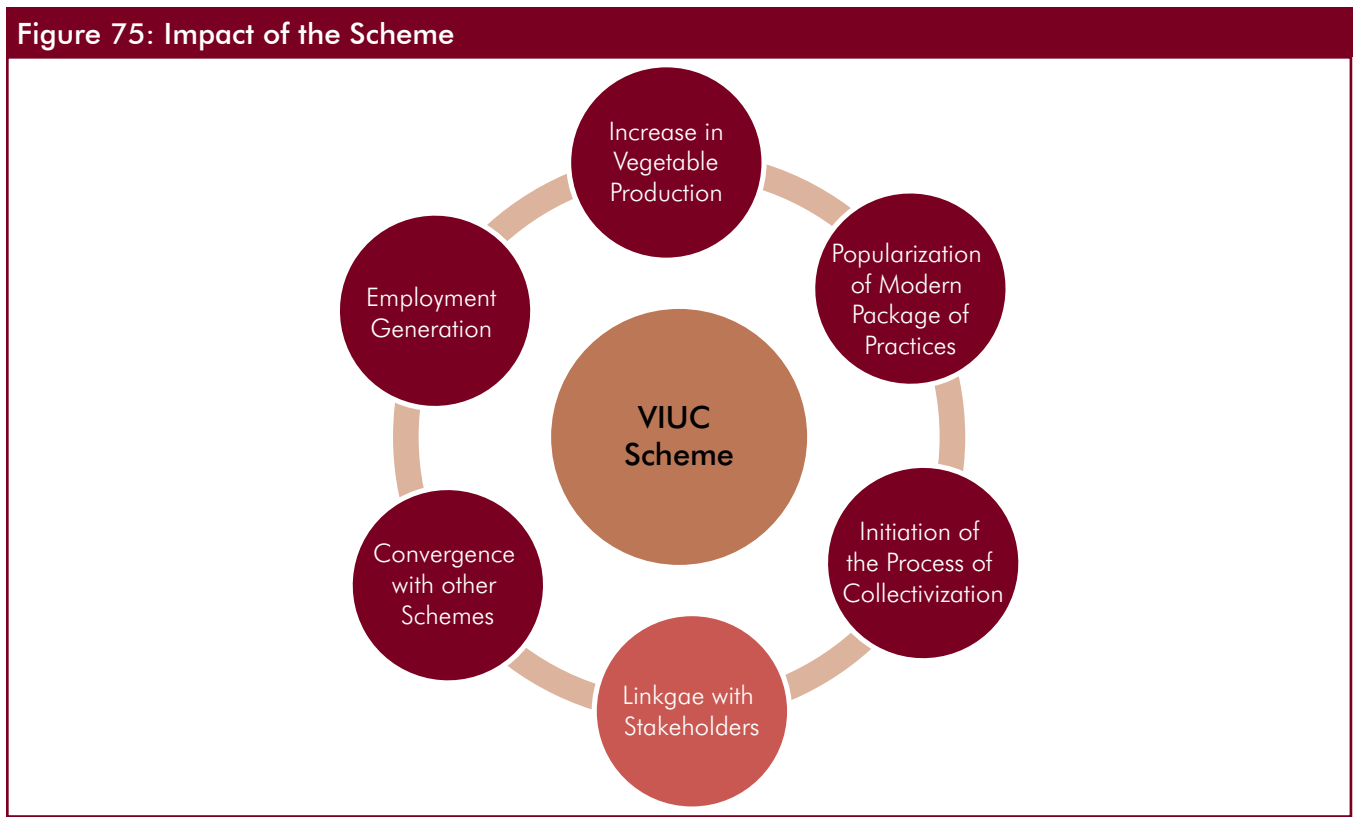 Figure 75: Impact of the Scheme
Increase in
Vegetable
Production
Popularization
of Modern
Package of
Practices
Initiation of
the Process of
Collectivization
Linkgae with
Stakeholders
Convergence
with other
Schemes
Employment
Generation
VIUC
Scheme